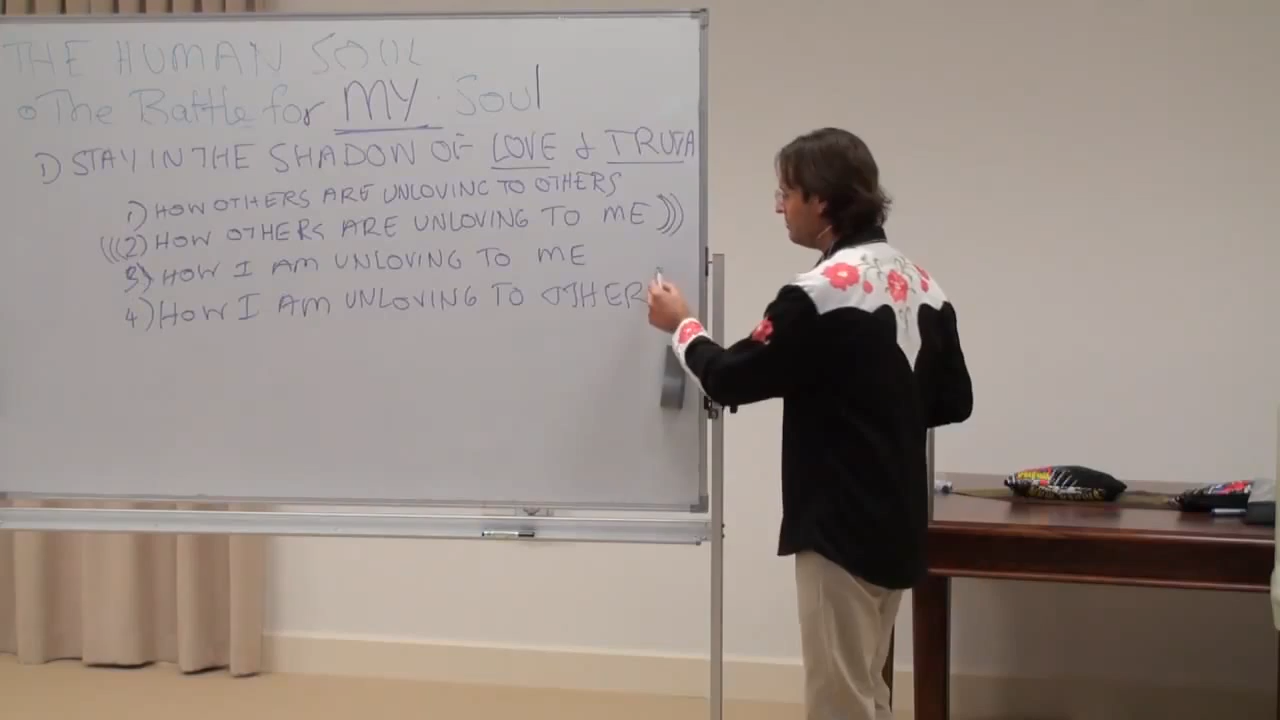 THE HUMAN SOUL
o The Battle for MY Soul
1) STAY IN THE SHADOW OF LOVE & TRUTH
1) HOW OTHERS ARE UNLOVING TO OTHERS
(((2) HOW OTHERS ARE UNLOVING TO ME)))
3) HOW I AM UNLOVING TO ME
4) HOW I AM UNLOVING TO OTHER